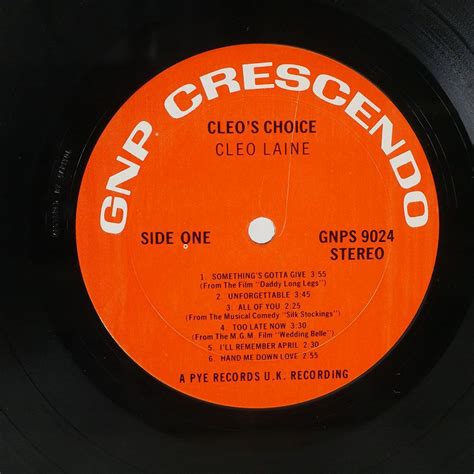 GNP CRESCENDO
CLEO'S CHOICE
CLEO LAINE
SIDE ONE
GNPS 9024
STEREO
1. SOMETHING'S GOTTA GIVE 3:55
(From The Film "Daddy Long Legs")
2. UNFORGETTABLE 3:45
3. ALL OF YOU 2:25
(From The Musical Comedy "Silk Stockings")
4. TOO LATE NOW 3:30
(From The M.G.M. Film "Wedding Belle")
5. I'LL REMEMBER APRIL 2:30
6. HAND ME DOWN LOVE 2:55
A PYE RECORDS U.K. RECORDING